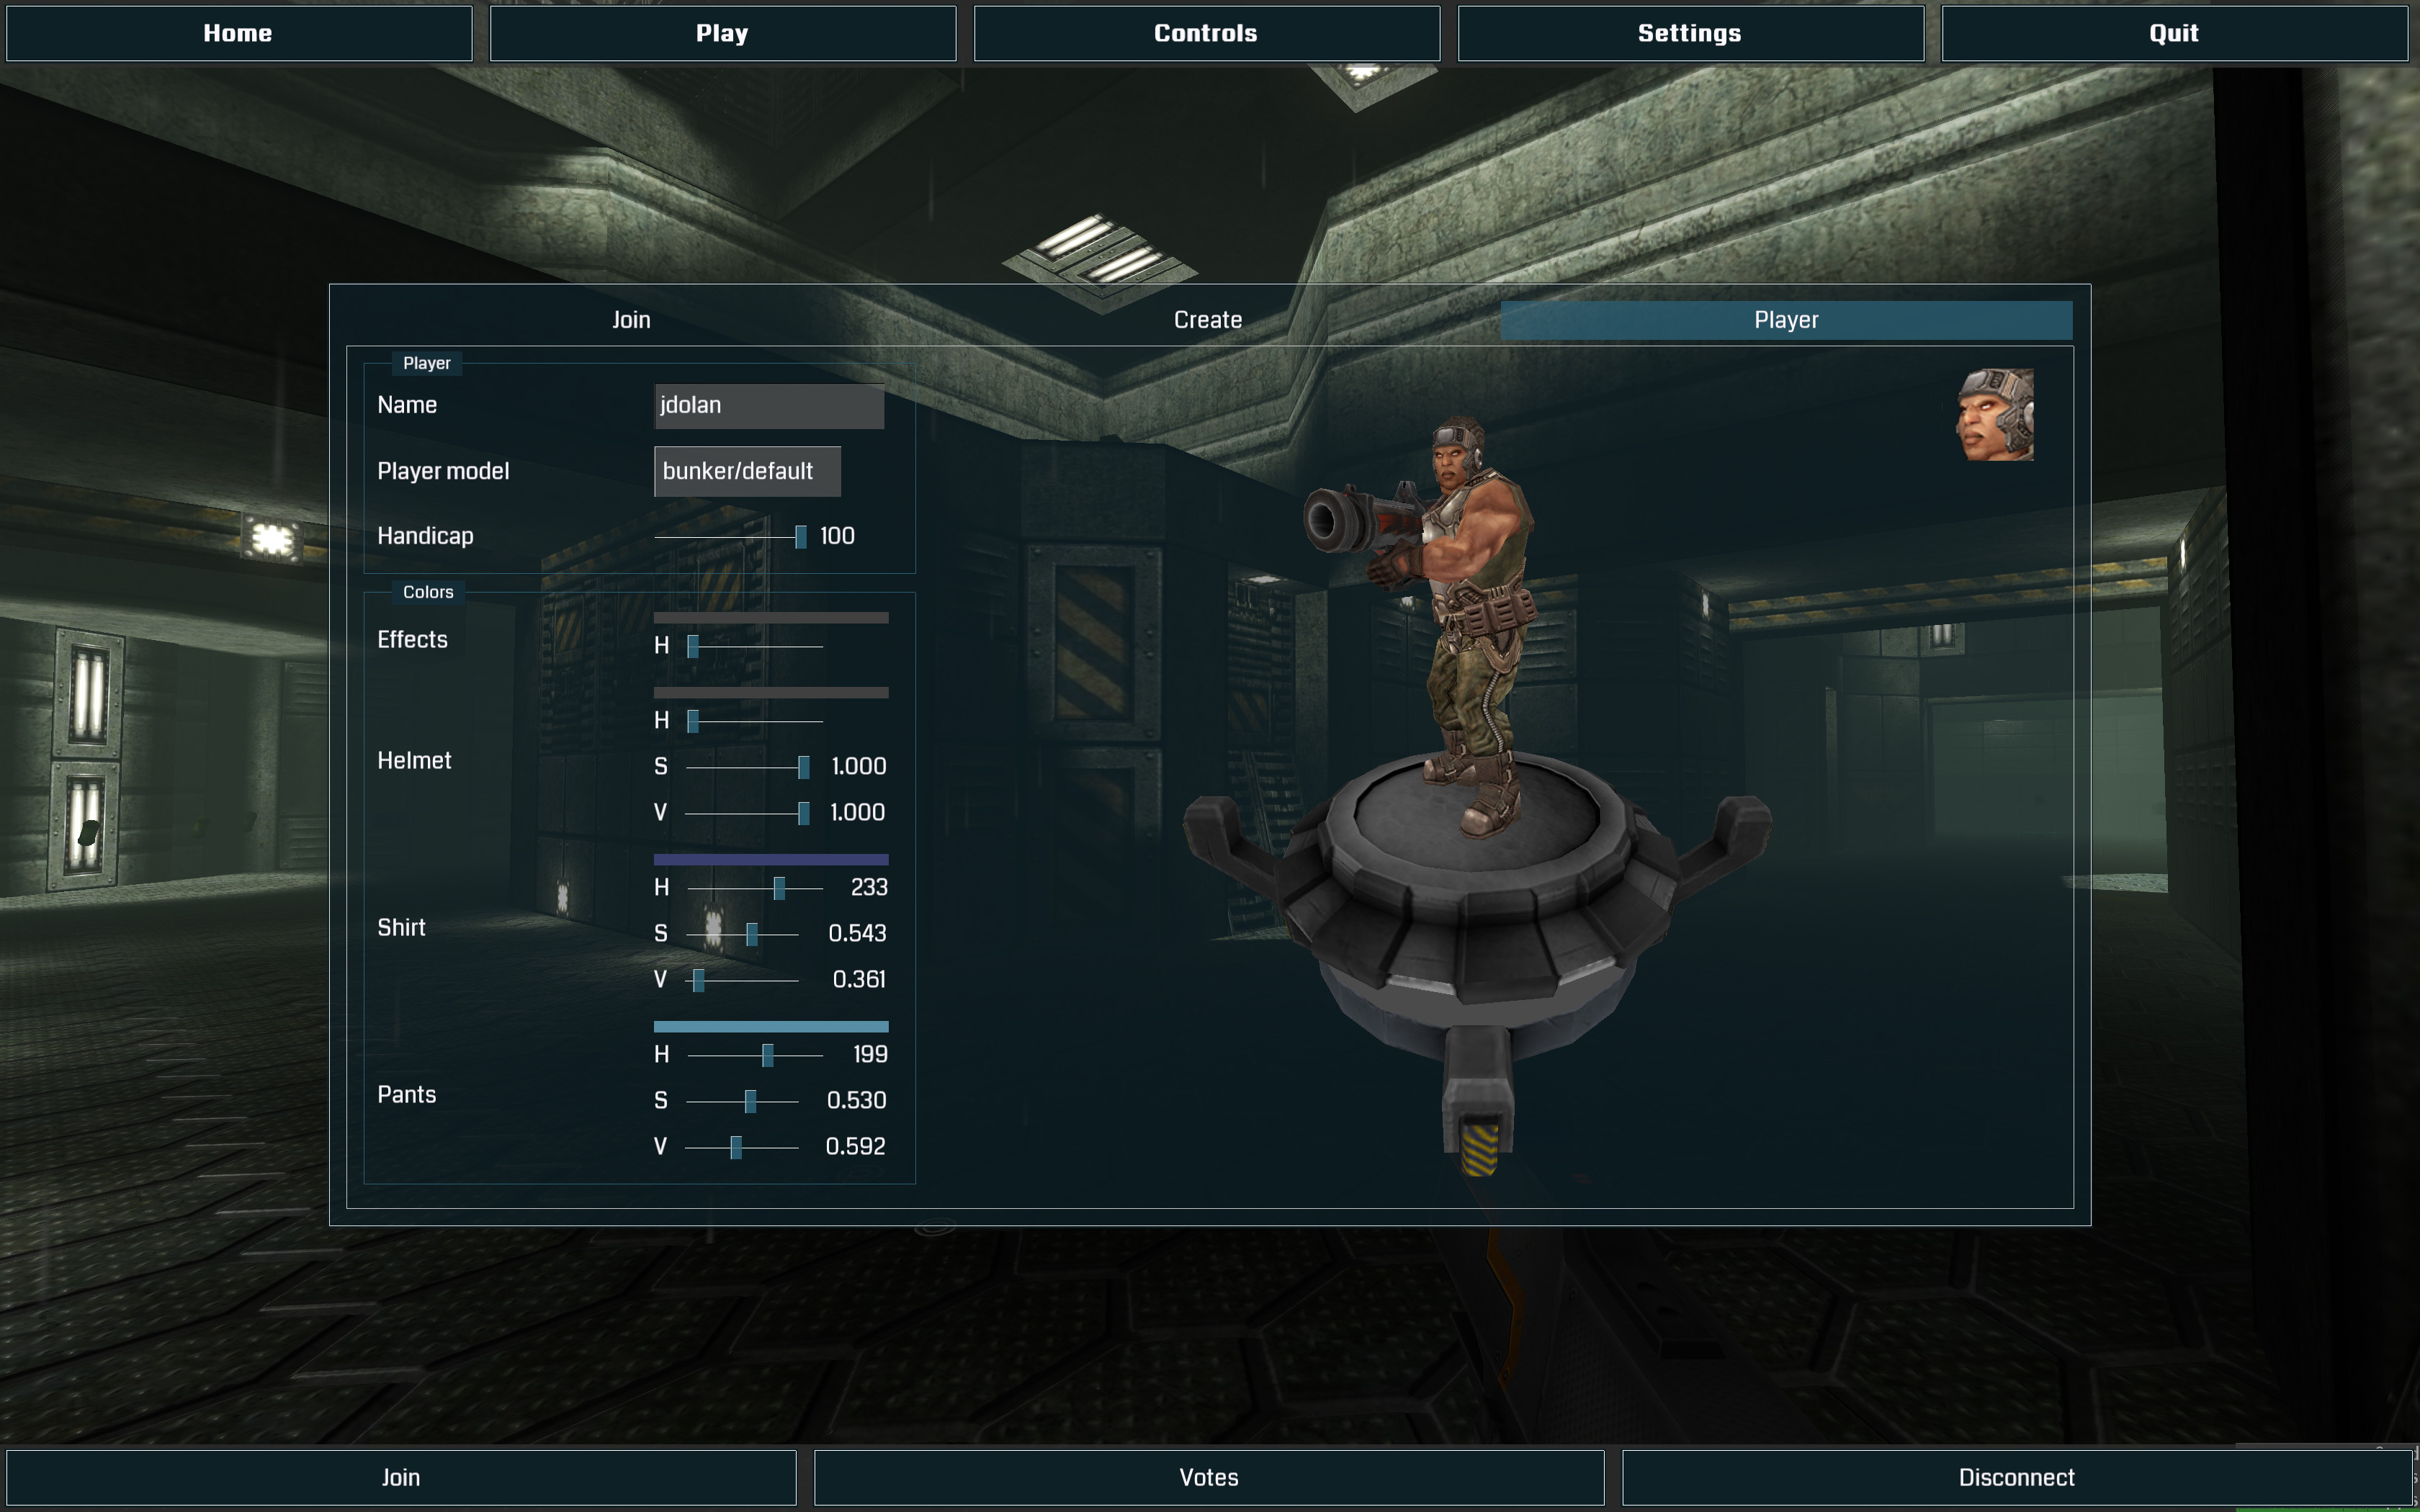 Home Play Controls Settings Quit
Join Create Player
Player
Name jdolan
Player model bunker/default
Handicap 100
Colors
Effects
H
H
Helmet
S 1.000
V 1.000
H 233
Shirt
S 0.543
V 0.361
H 199
Pants
S 0.530
V 0.592
Join Votes Disconnect